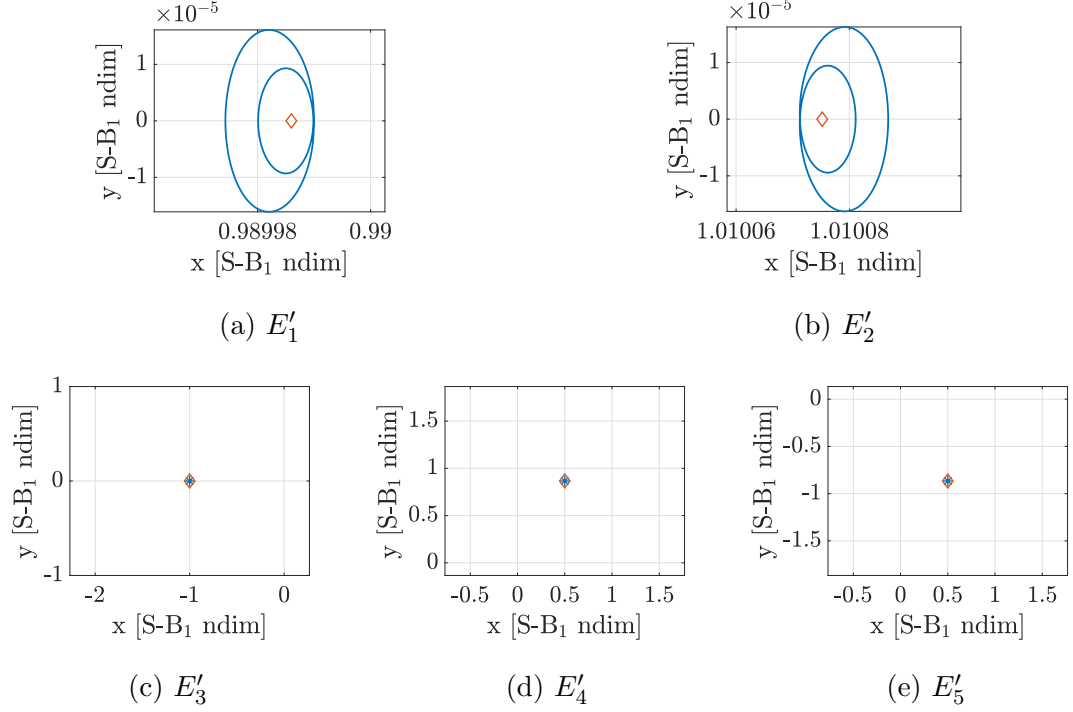 ×10⁻⁵ ×10⁻⁵
y [S-B₁ ndim] 1 0 -1 y [S-B₁ ndim] 1 0 -1
0.98998 0.99 1.01006 1.01008
x [S-B₁ ndim] x [S-B₁ ndim]
(a) E′₁ (b) E′₂
y [S-B₁ ndim] 1 0 -1 y [S-B₁ ndim] 1.5 1 0.5 0 y [S-B₁ ndim] 0 -0.5 -1 -1.5
-2 -1 0 -0.5 0 0.5 1 1.5 -0.5 0 0.5 1 1.5
x [S-B₁ ndim] x [S-B₁ ndim] x [S-B₁ ndim]
(c) E′₃ (d) E′₄ (e) E′₅